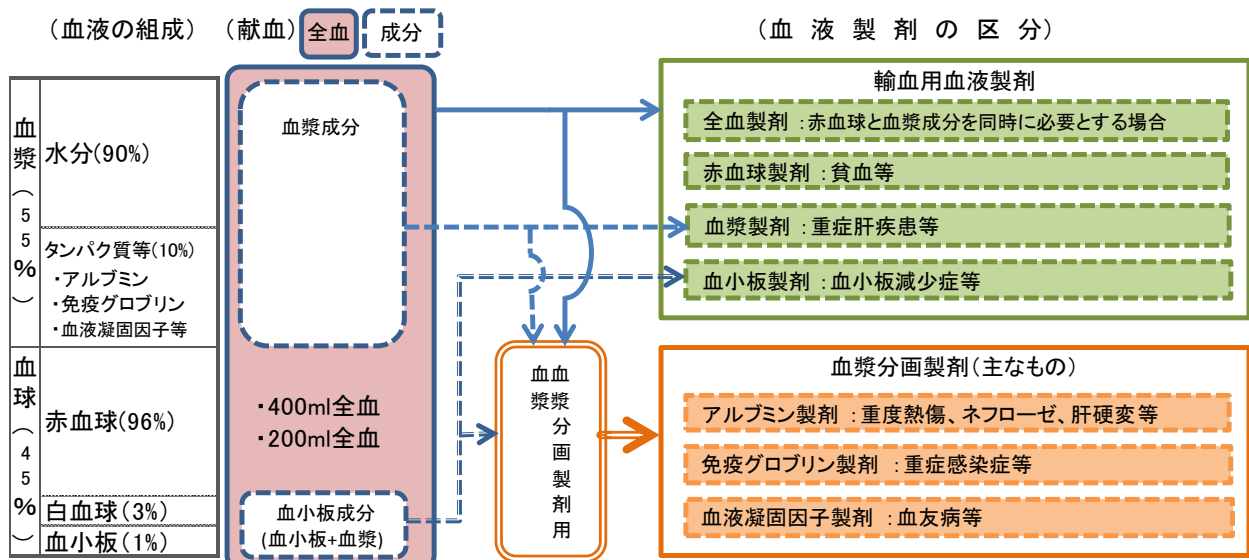 （血液の組成）
（献血）
全血
成分
（血液製剤の区分）
血漿（55%）
水分(90%)
タンパク質等(10%)
・アルブミン
・免疫グロブリン
・血液凝固因子等
血球（45%）
赤血球(96%)
白血球(3%)
血小板(1%)
血漿成分
・400ml全血
・200ml全血
血小板成分
(血小板+血漿)
血漿分画製剤用
血漿
輸血用血液製剤
全血製剤：赤血球と血漿成分を同時に必要とする場合
赤血球製剤：貧血等
血漿製剤：重症肝疾患等
血小板製剤：血小板減少症等
血漿分画製剤(主なもの)
アルブミン製剤：重度熱傷、ネフローゼ、肝硬変等
免疫グロブリン製剤：重症感染症等
血液凝固因子製剤：血友病等